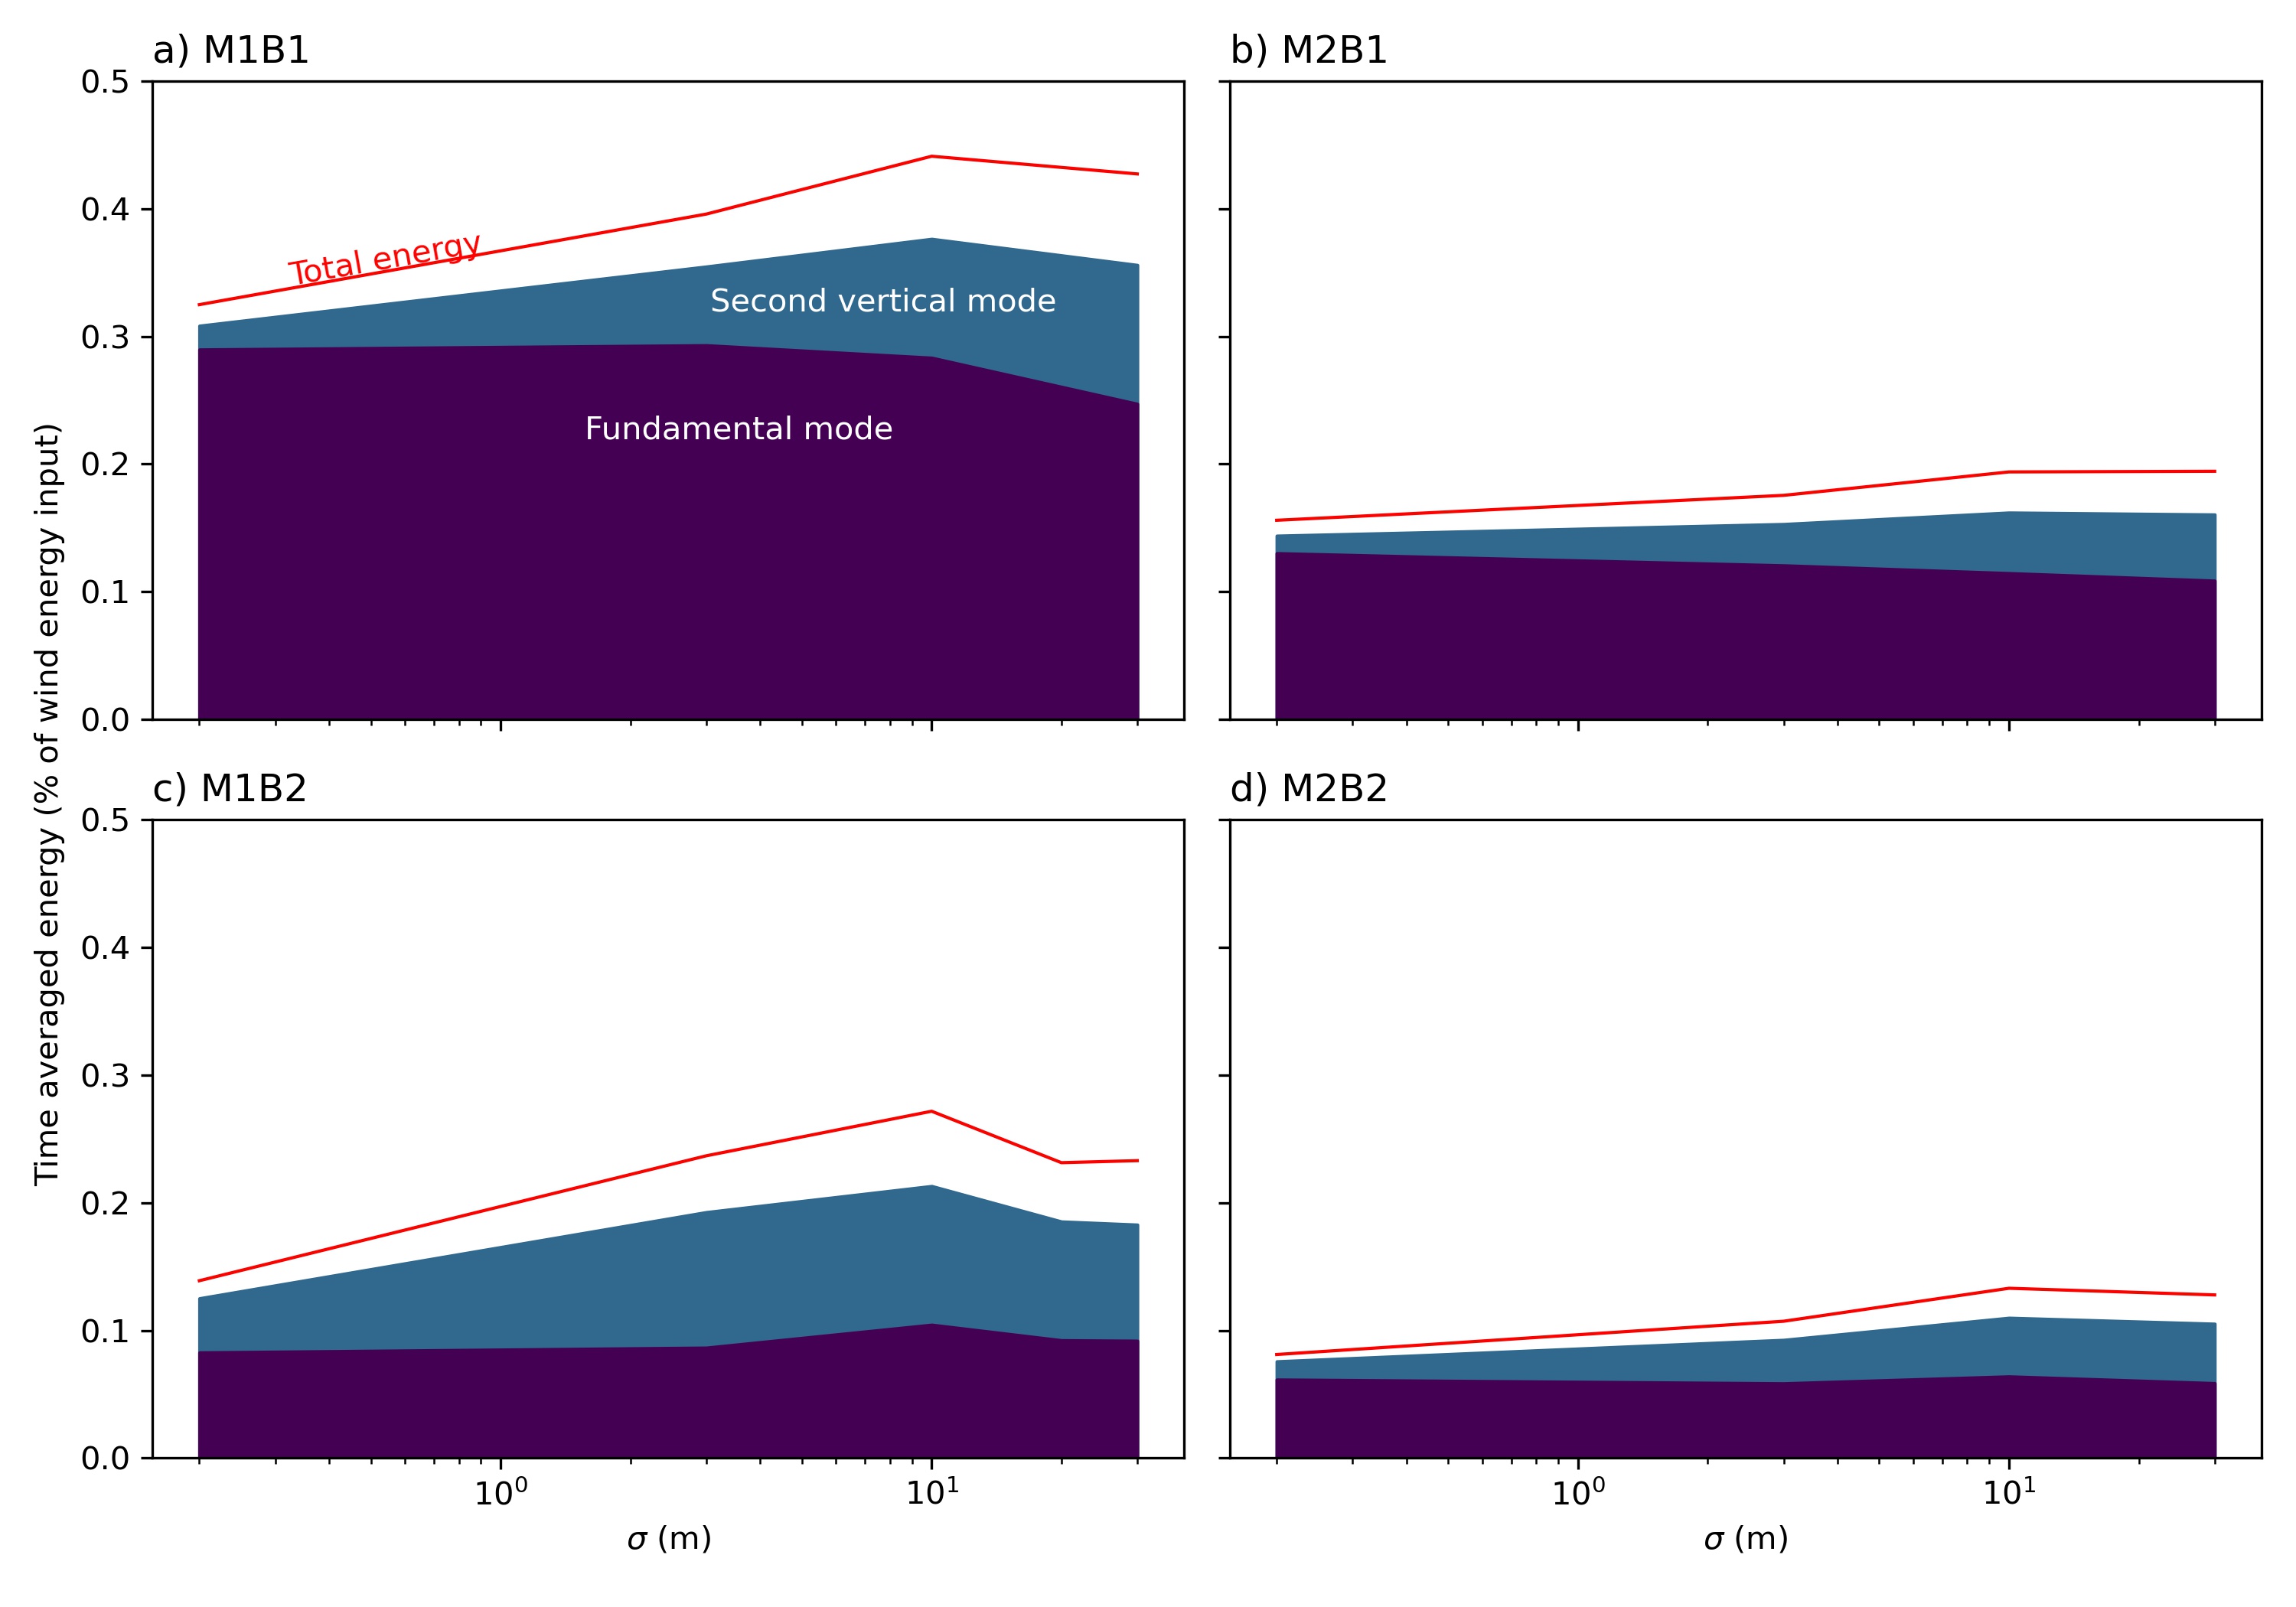 a) M1B1
b) M2B1
0.5
0.4
0.3
0.2
0.1
0.0
Total energy
Second vertical mode
Fundamental mode
Time averaged energy (% of wind energy input)
c) M1B2
d) M2B2
0.5
0.4
0.3
0.2
0.1
0.0
10⁰
10¹
10⁰
10¹
σ (m)
σ (m)